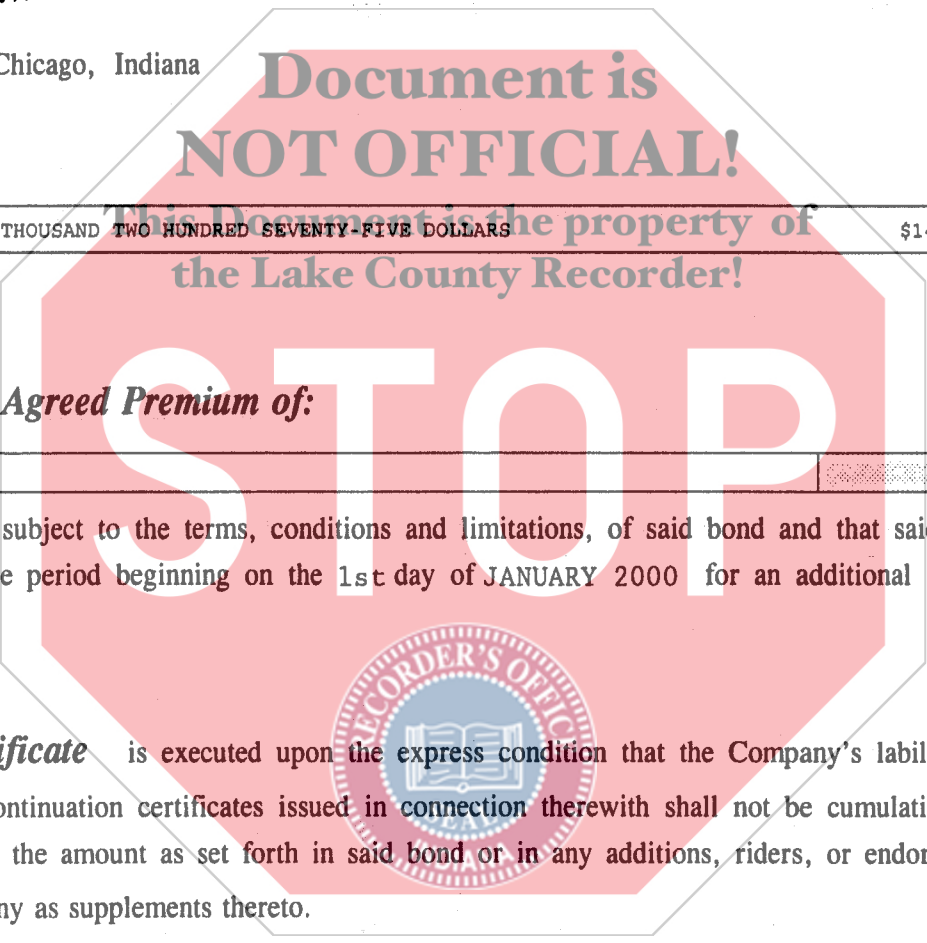 Chicago, Indiana
Document is
NOT OFFICIAL!
This Document is the property of
the Lake County Recorder!
THOUSAND TWO HUNDRED SEVENTY-FIVE DOLLARS $14
Agreed Premium of:
STOP
subject to the terms, conditions and limitations, of said bond and that said
e period beginning on the 1st day of JANUARY 2000 for an additional
RECORDER'S OFFICE
SEAL
INDIANA
ificate is executed upon the express condition that the Company's labil
ontinuation certificates issued in connection therewith shall not be cumulati
the amount as set forth in said bond or in any additions, riders, or endor
ny as supplements thereto.